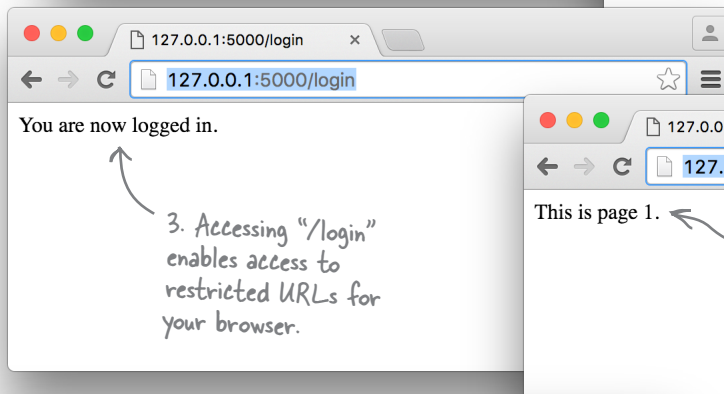 127.0.0.1:5000/login
127.0.0.1:5000/login
You are now logged in.
3. Accessing “/login”
enables access to
restricted URLs for
your browser.
127.0.0
127.
This is page 1.